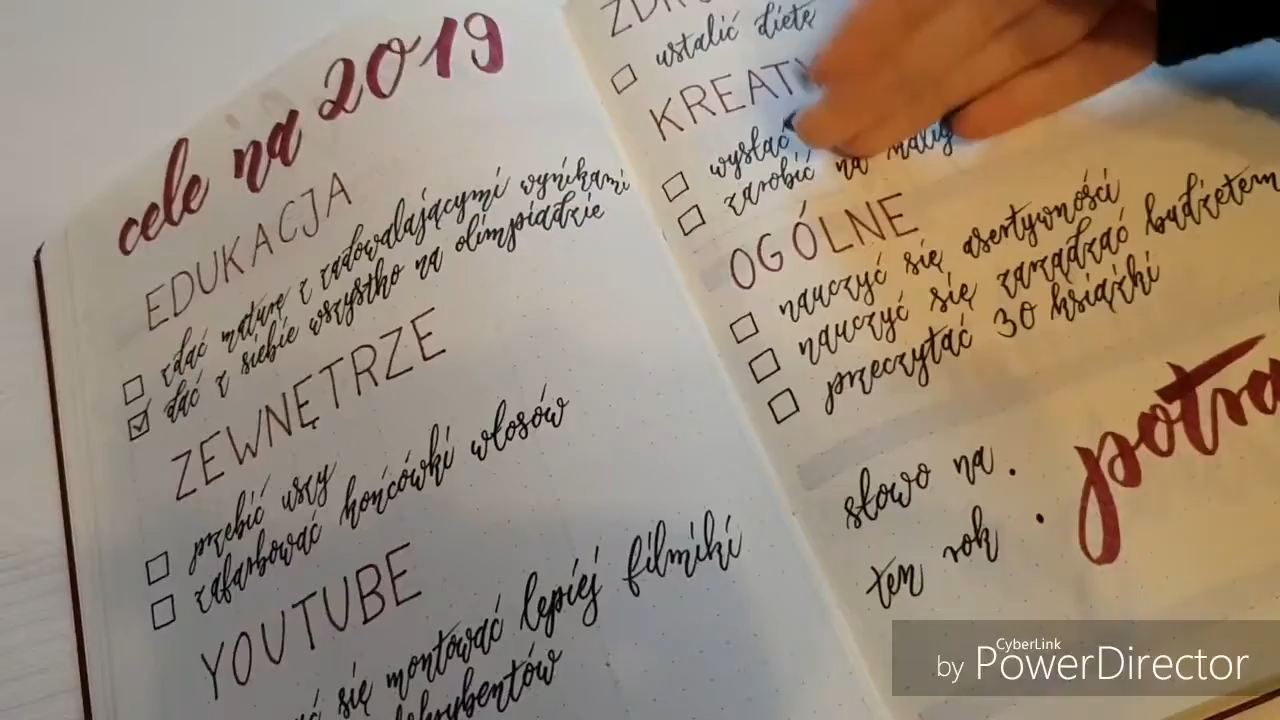 cele na 2019
EDUKACJA
zdać maturę z zadowalającymi wynikami
dać z siebie wszystko na olimpiadzie
ZEWNĘTRZE
przebić uszy
zafarbować końcówki włosów
YOUTUBE
się montować lepiej filmiki
ustalić dietę
wysłać
zarobić na
OGÓLNE
nauczyć się asertywności
nauczyć się zarządzać budżetem
przeczytać 30 książki
słowo na
ten rok
CyberLink
by PowerDirector